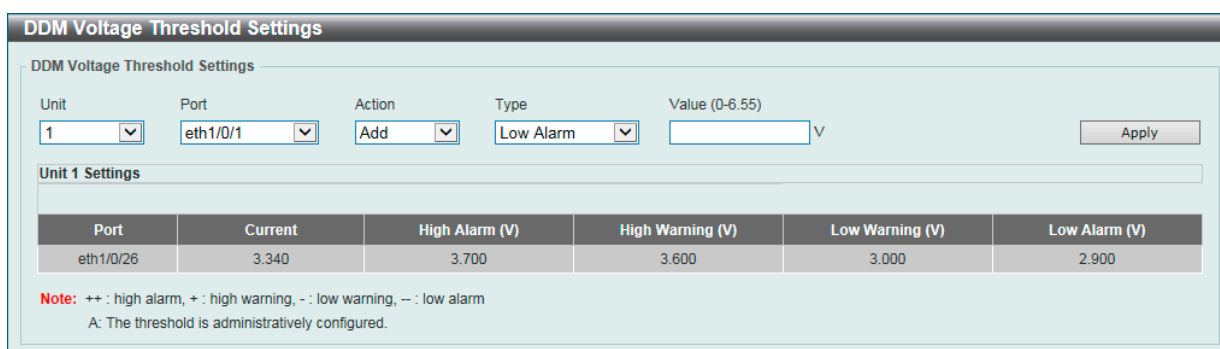 DDM Voltage Threshold Settings
DDM Voltage Threshold Settings
Unit Port Action Type Value (0-6.55)
1 eth1/0/1 Add Low Alarm V Apply
Unit 1 Settings
Port Current High Alarm (V) High Warning (V) Low Warning (V) Low Alarm (V)
eth1/0/26 3.340 3.700 3.600 3.000 2.900
Note: ++ : high alarm, + : high warning, - : low warning, -- : low alarm
A: The threshold is administratively configured.